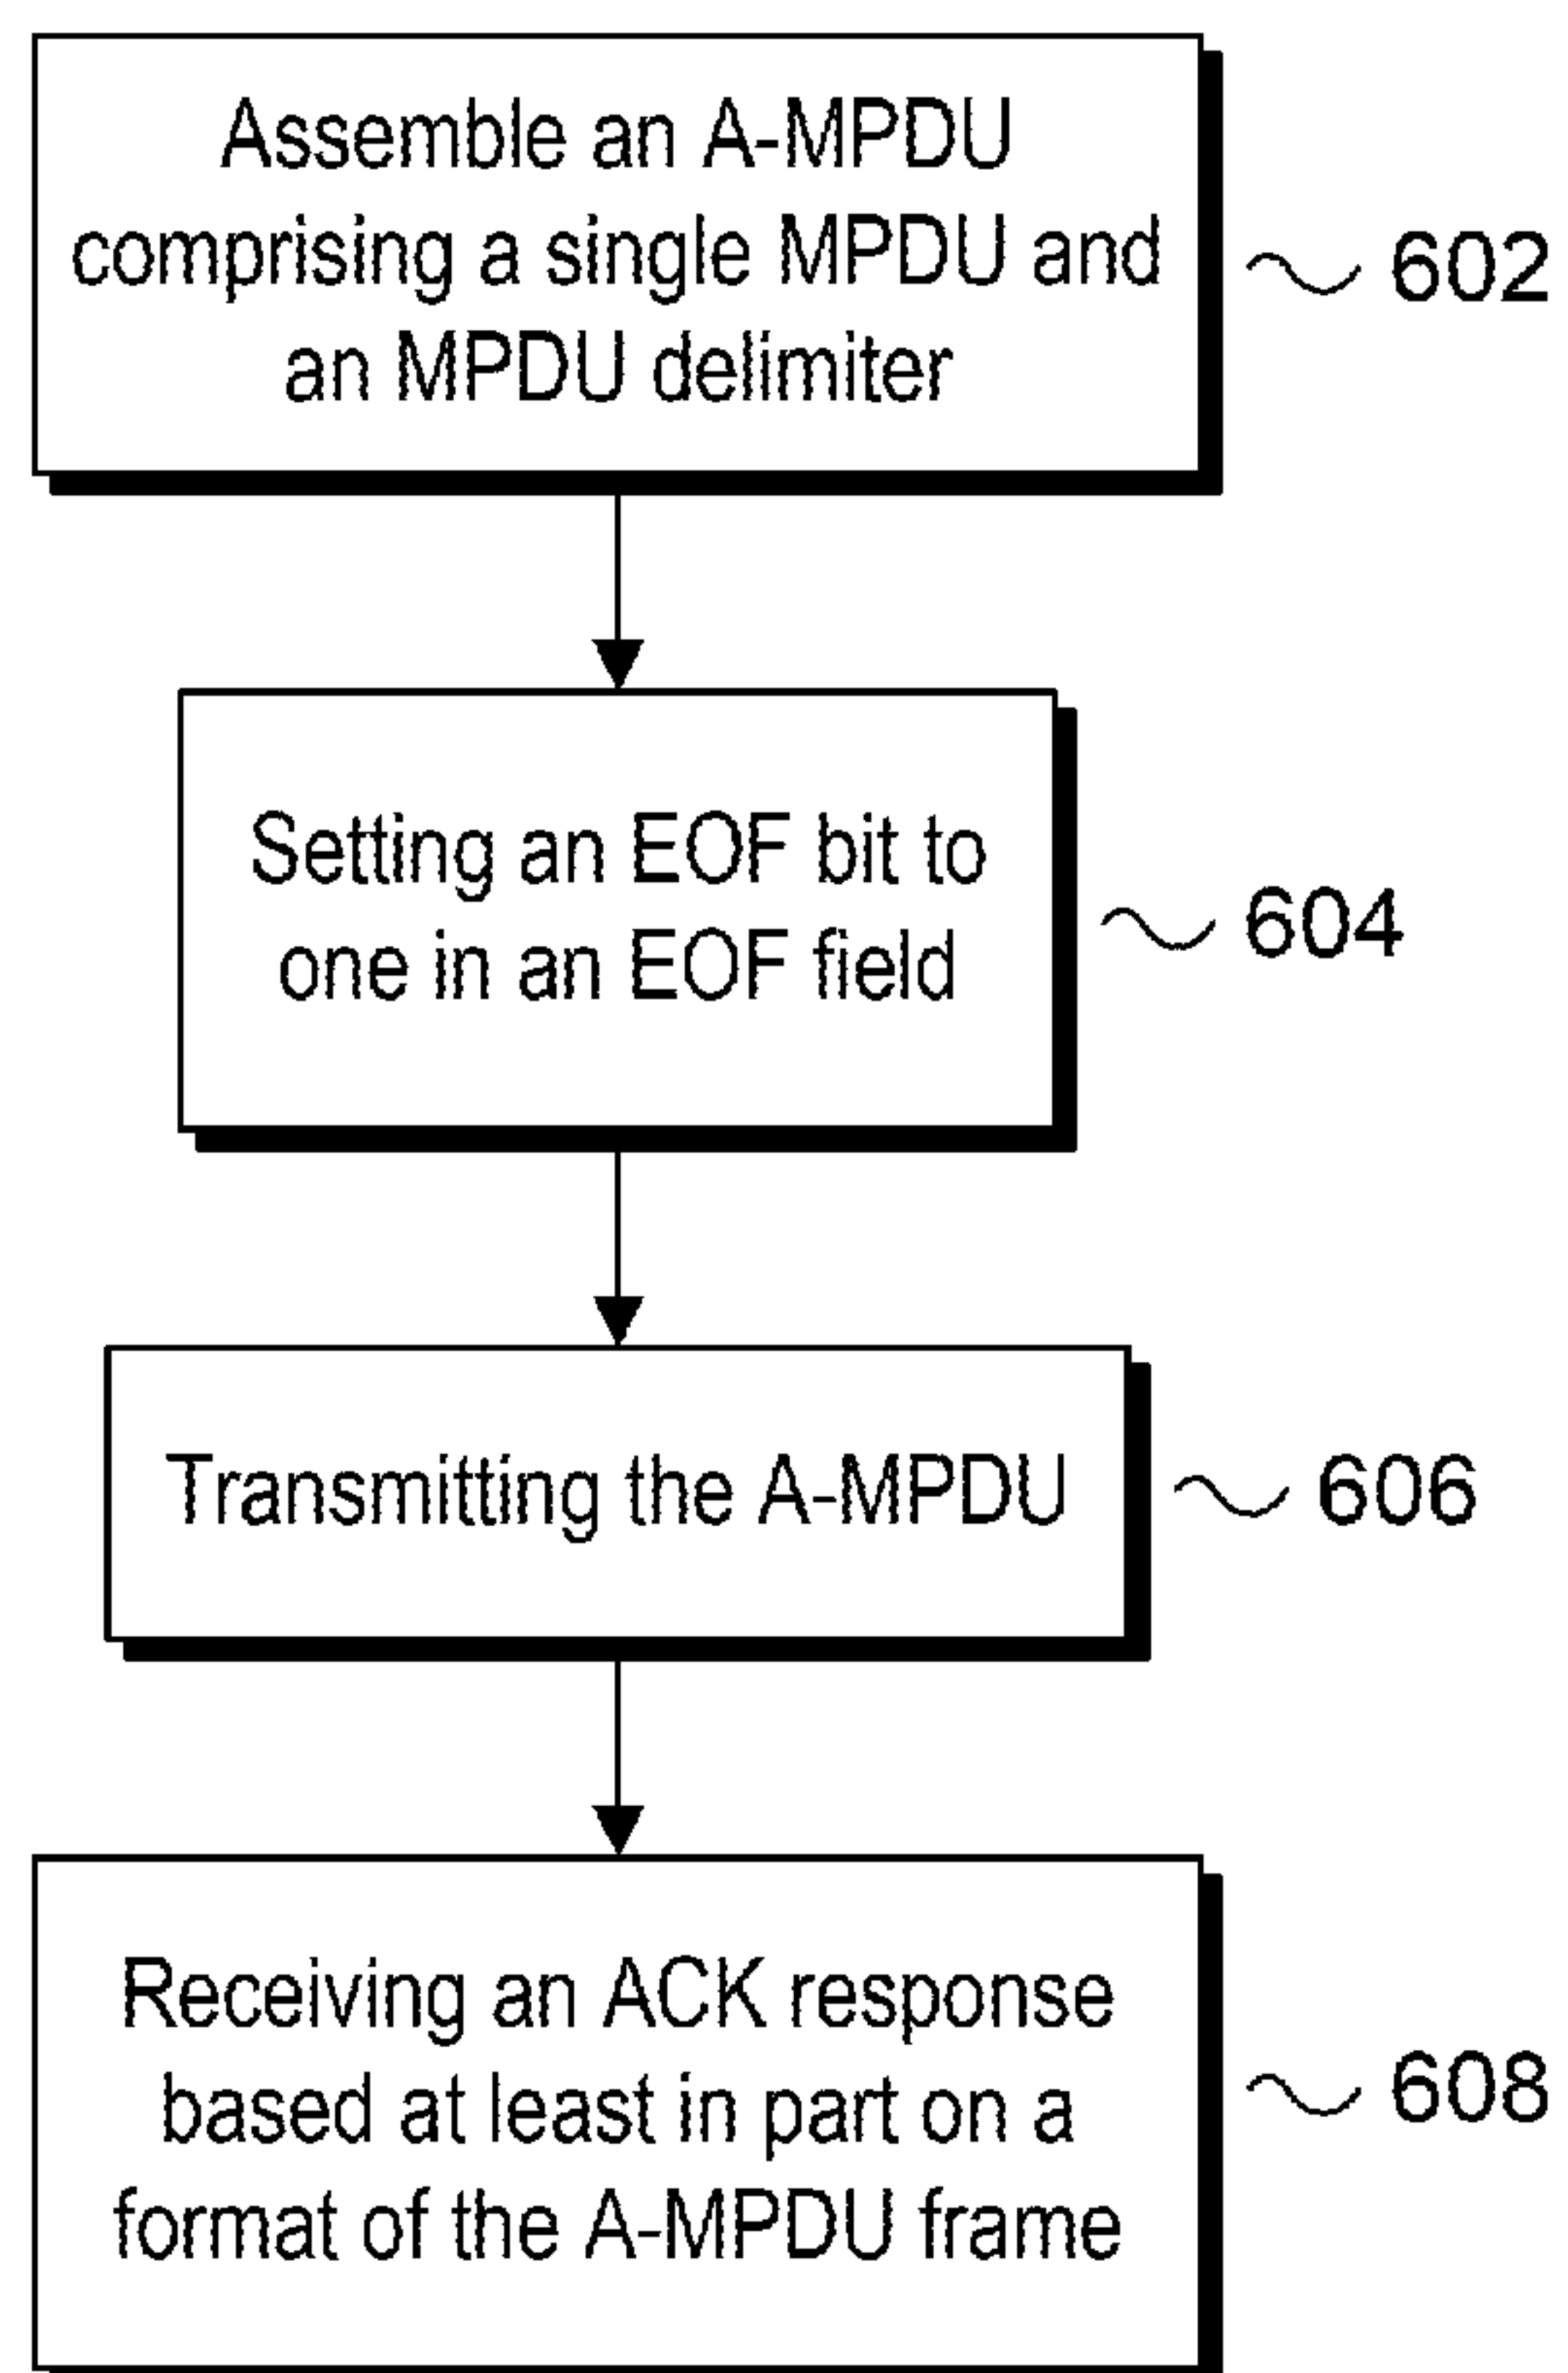 Assemble an A-MPDU
comprising a single MPDU and
an MPDU delimiter
602
Setting an EOF bit to
one in an EOF field
604
Transmitting the A-MPDU
606
Receiving an ACK response
based at least in part on a
format of the A-MPDU frame
608